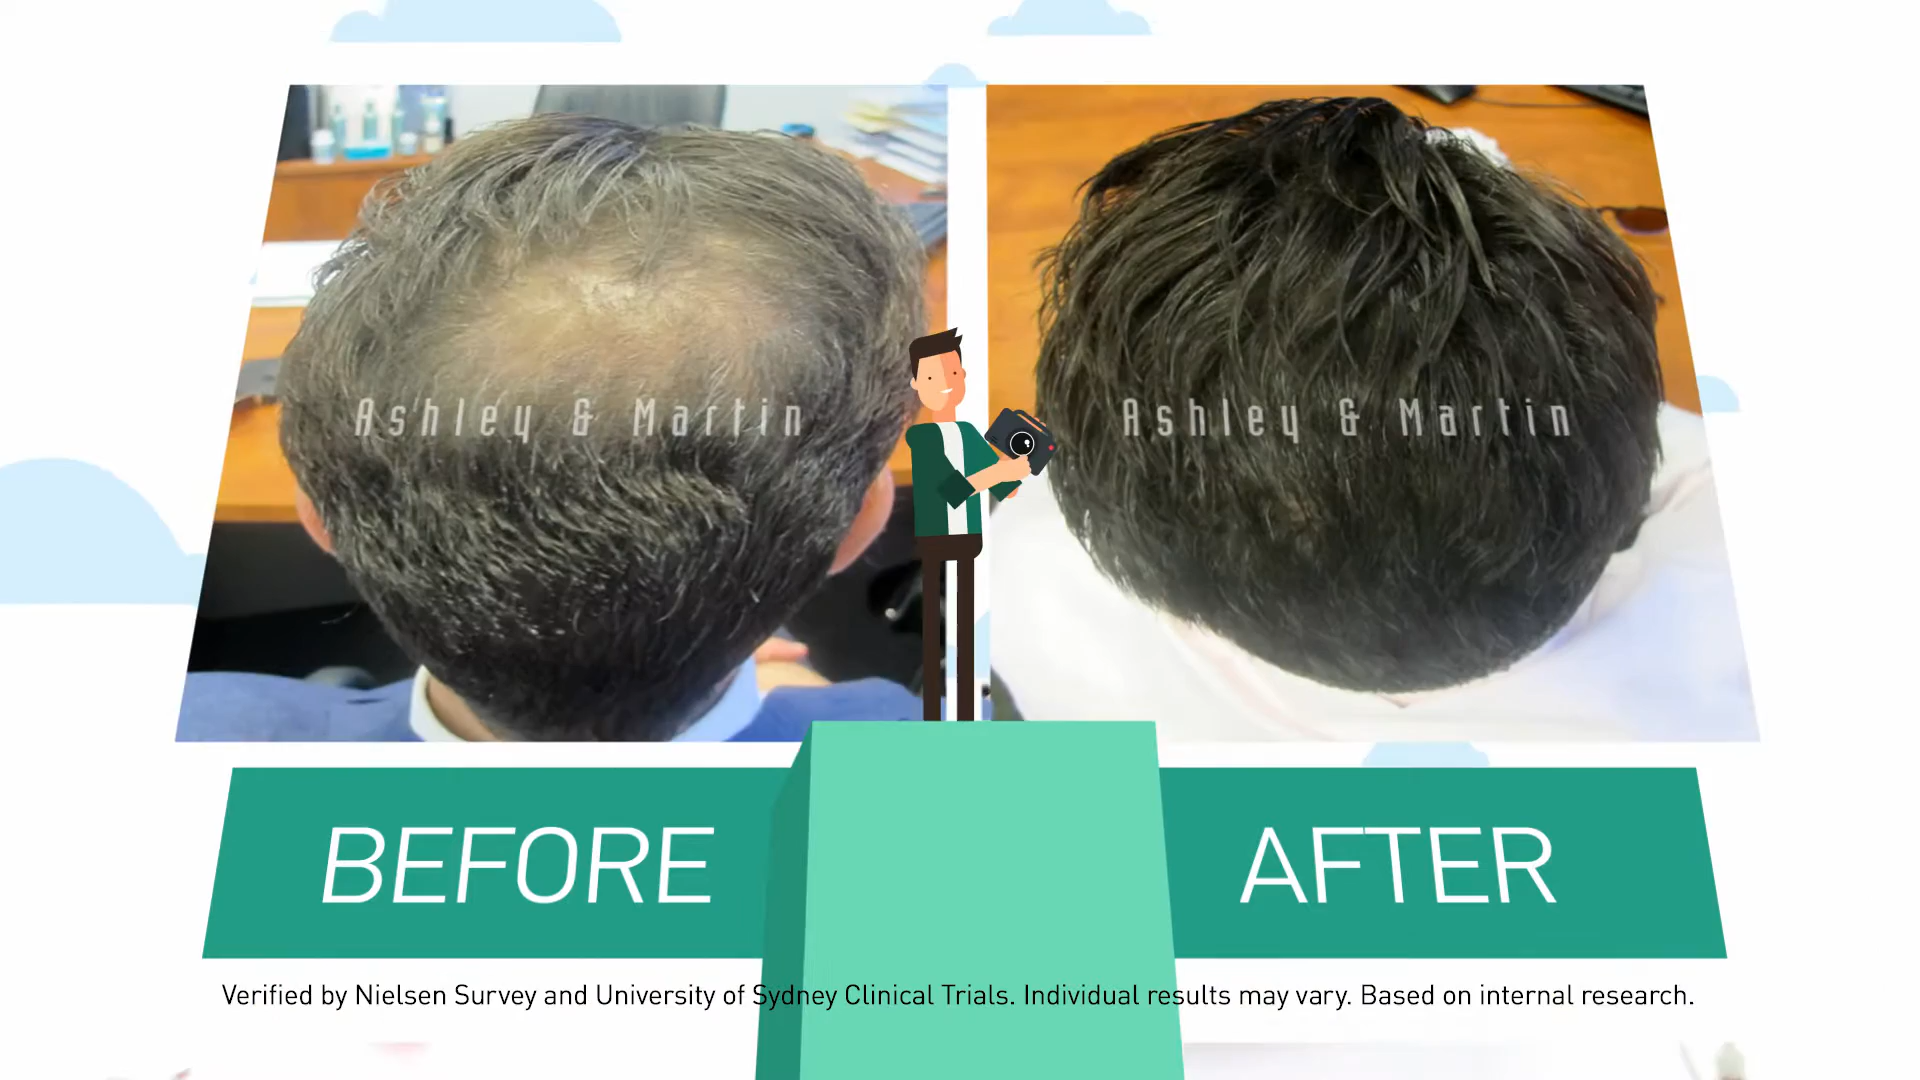 Ashley & Martin
Ashley & Martin
BEFORE
AFTER
Verified by Nielsen Survey and University of Sydney Clinical Trials. Individual results may vary. Based on internal research.